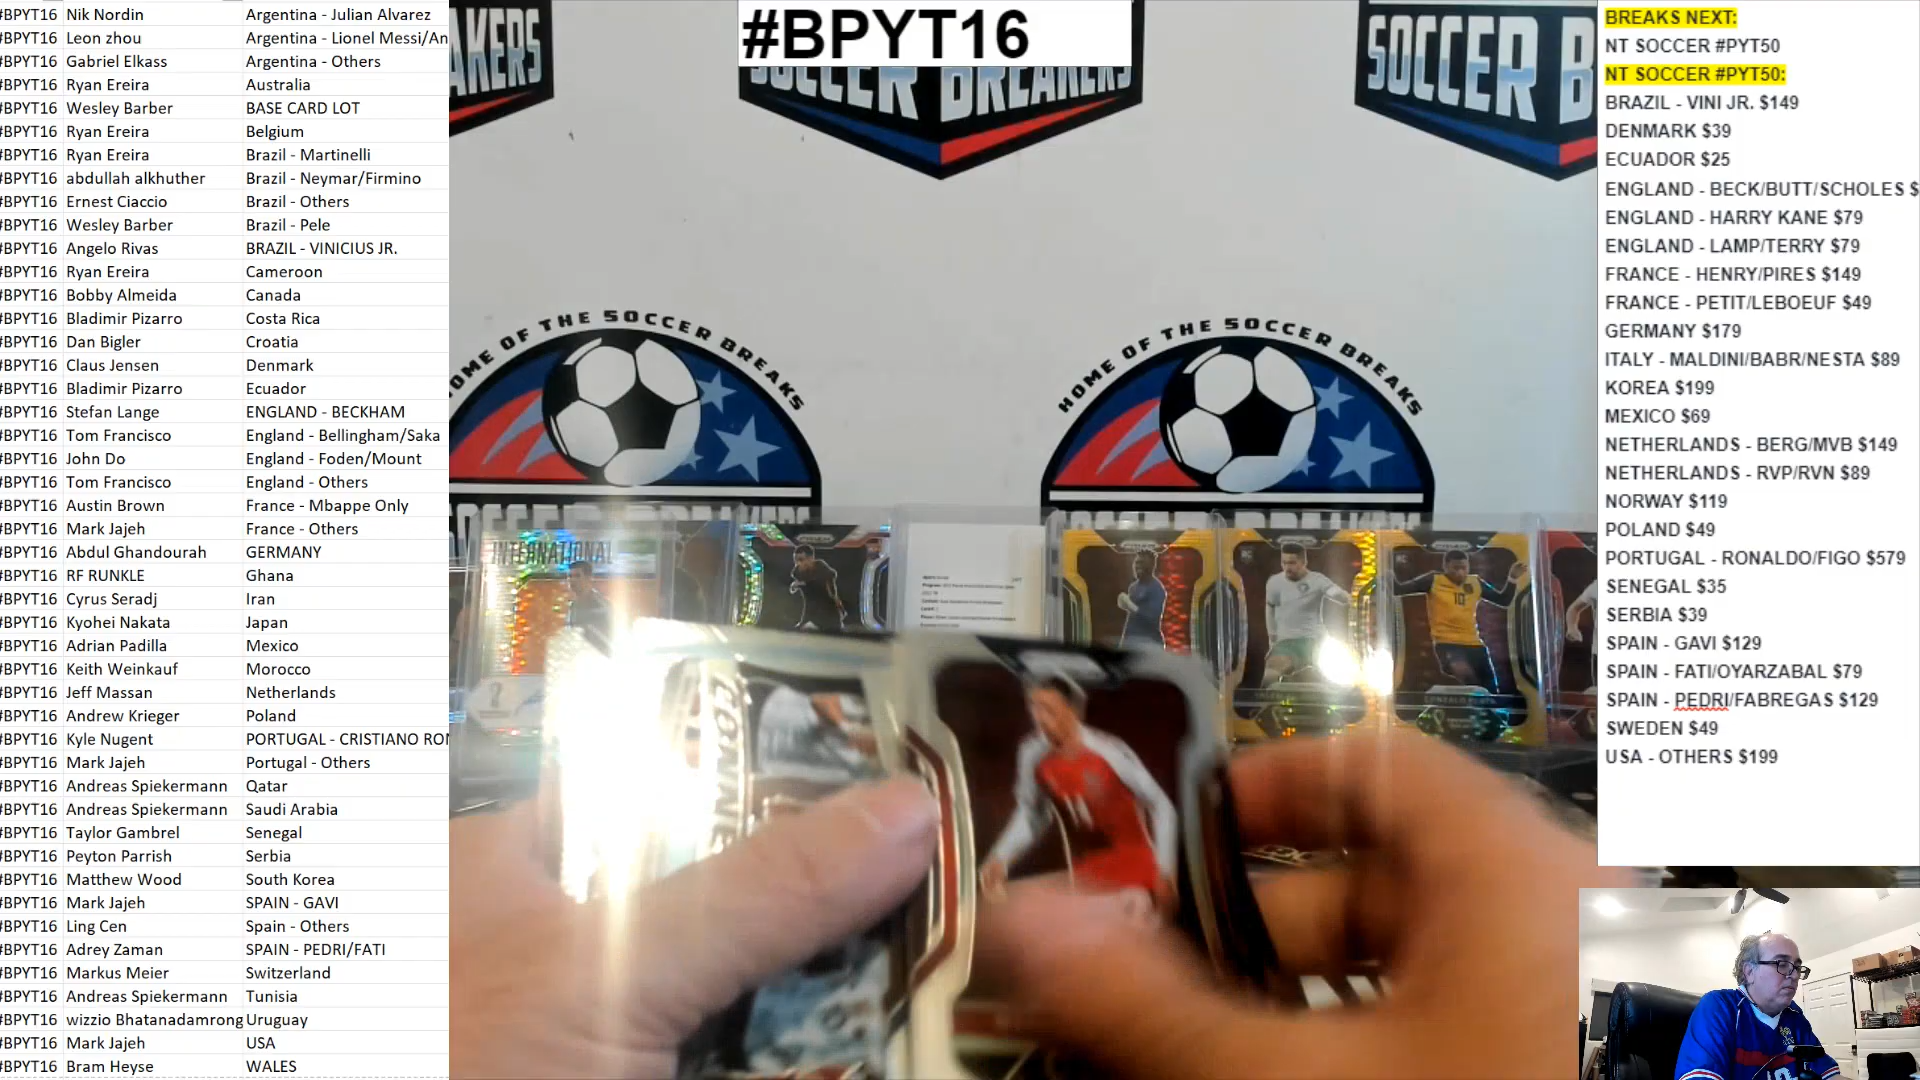 #BPYT16 Nik Nordin Argentina - Julian Alvarez
#BPYT16 Leon zhou Argentina - Lionel Messi/An
#BPYT16 Gabriel Elkass Argentina - Others
#BPYT16 Ryan Ereira Australia
#BPYT16 Wesley Barber BASE CARD LOT
#BPYT16 Ryan Ereira Belgium
#BPYT16 Ryan Ereira Brazil - Martinelli
#BPYT16 abdullah alkhuther Brazil - Neymar/Firmino
#BPYT16 Ernest Ciaccio Brazil - Others
#BPYT16 Wesley Barber Brazil - Pele
#BPYT16 Angelo Rivas BRAZIL - VINICIUS JR.
#BPYT16 Ryan Ereira Cameroon
#BPYT16 Bobby Almeida Canada
#BPYT16 Bladimir Pizarro Costa Rica
#BPYT16 Dan Bigler Croatia
#BPYT16 Claus Jensen Denmark
#BPYT16 Bladimir Pizarro Ecuador
#BPYT16 Stefan Lange ENGLAND - BECKHAM
#BPYT16 Tom Francisco England - Bellingham/Saka
#BPYT16 John Do England - Foden/Mount
#BPYT16 Tom Francisco England - Others
#BPYT16 Austin Brown France - Mbappe Only
#BPYT16 Mark Jajeh France - Others
#BPYT16 Abdul Ghandourah GERMANY
#BPYT16 RF RUNKLE Ghana
#BPYT16 Cyrus Seradj Iran
#BPYT16 Kyohei Nakata Japan
#BPYT16 Adrian Padilla Mexico
#BPYT16 Keith Weinkauf Morocco
#BPYT16 Jeff Massan Netherlands
#BPYT16 Andrew Krieger Poland
#BPYT16 Kyle Nugent PORTUGAL - CRISTIANO RON
#BPYT16 Mark Jajeh Portugal - Others
#BPYT16 Andreas Spiekermann Qatar
#BPYT16 Andreas Spiekermann Saudi Arabia
#BPYT16 Taylor Gambrel Senegal
#BPYT16 Peyton Parrish Serbia
#BPYT16 Matthew Wood South Korea
#BPYT16 Mark Jajeh SPAIN - GAVI
#BPYT16 Ling Cen Spain - Others
#BPYT16 Adrey Zaman SPAIN - PEDRI/FATI
#BPYT16 Markus Meier Switzerland
#BPYT16 Andreas Spiekermann Tunisia
#BPYT16 wizzio Bhatanadamrong Uruguay
#BPYT16 Mark Jajeh USA
#BPYT16 Bram Heyse WALES
#BPYT16
AKERS
SOCCER BREAKERS
SOCCER B
HOME OF THE SOCCER BREAKS
HOME OF THE SOCCER BREAKS
SOCCER BREAKERS
SOCCER BREAKERS
INTERNATIONAL
BREAKS NEXT:
NT SOCCER #PYT50
NT SOCCER #PYT50:
BRAZIL - VINI JR. $149
DENMARK $39
ECUADOR $25
ENGLAND - BECK/BUTT/SCHOLES $
ENGLAND - HARRY KANE $79
ENGLAND - LAMP/TERRY $79
FRANCE - HENRY/PIRES $149
FRANCE - PETIT/LEBOEUF $49
GERMANY $179
ITALY - MALDINI/BABR/NESTA $89
KOREA $199
MEXICO $69
NETHERLANDS - BERG/MVB $149
NETHERLANDS - RVP/RVN $89
NORWAY $119
POLAND $49
PORTUGAL - RONALDO/FIGO $579
SENEGAL $35
SERBIA $39
SPAIN - GAVI $129
SPAIN - FATI/OYARZABAL $79
SPAIN - PEDRI/FABREGAS $129
SWEDEN $49
USA - OTHERS $199